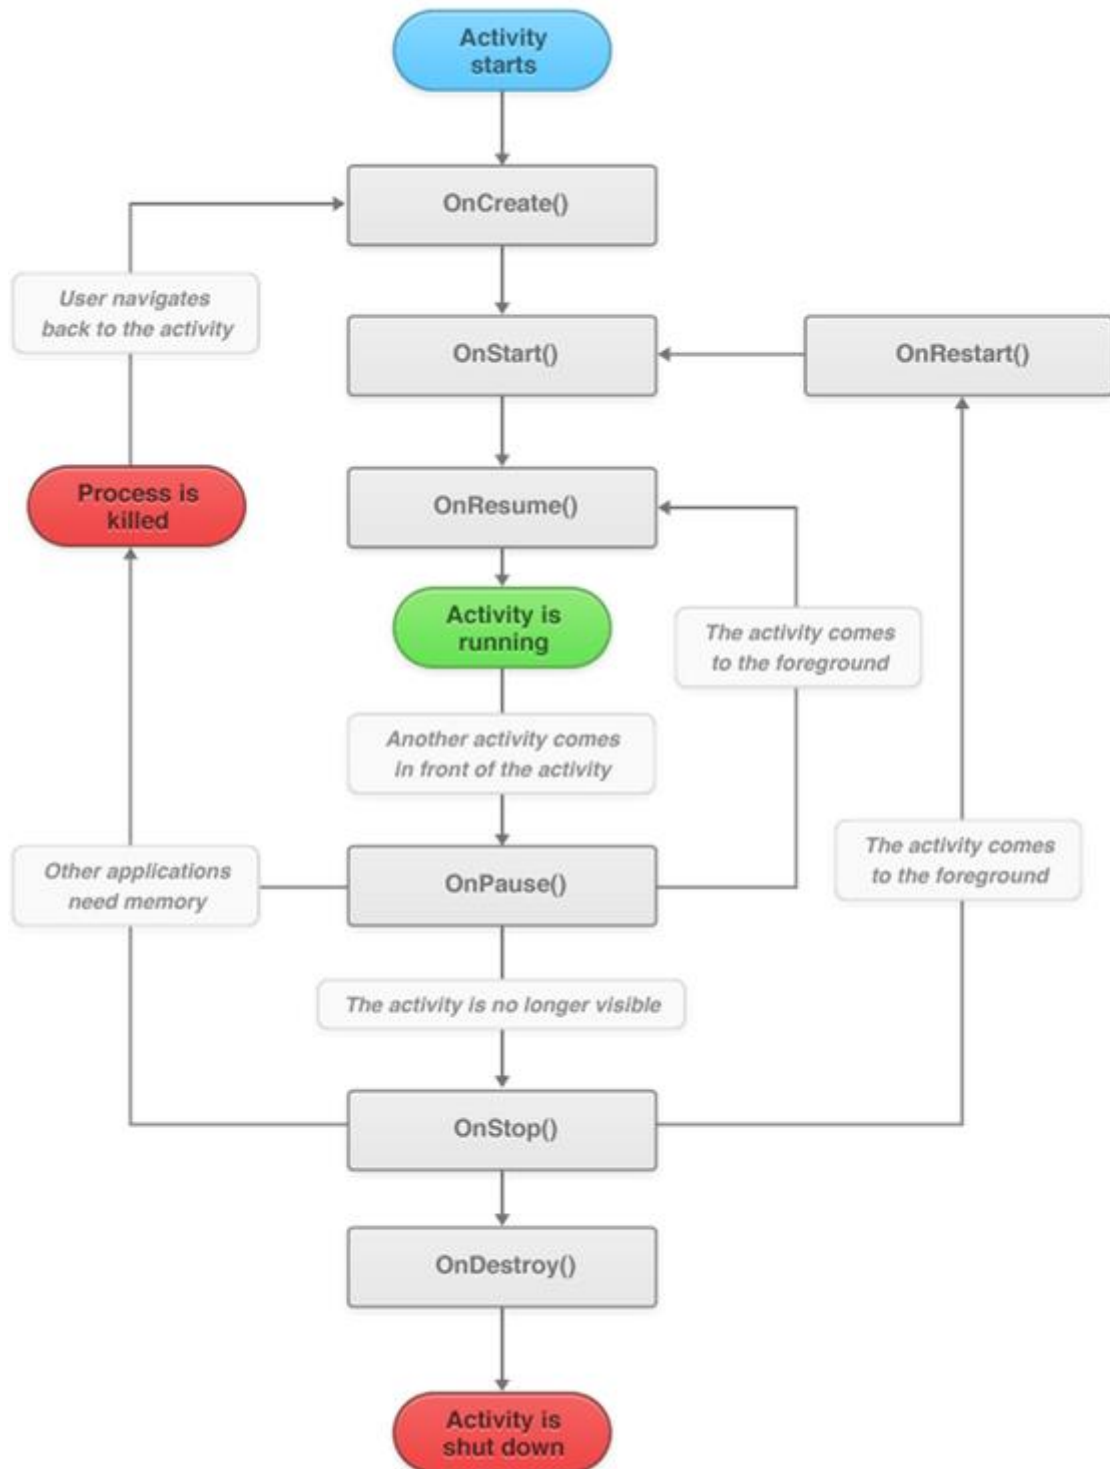 Activity
starts
OnCreate()
User navigates
back to the activity
OnStart()
OnRestart()
Process is
killed
OnResume()
Activity is
running
The activity comes
to the foreground
Another activity comes
in front of the activity
Other applications
need memory
OnPause()
The activity comes
to the foreground
The activity is no longer visible
OnStop()
OnDestroy()
Activity is
shut down